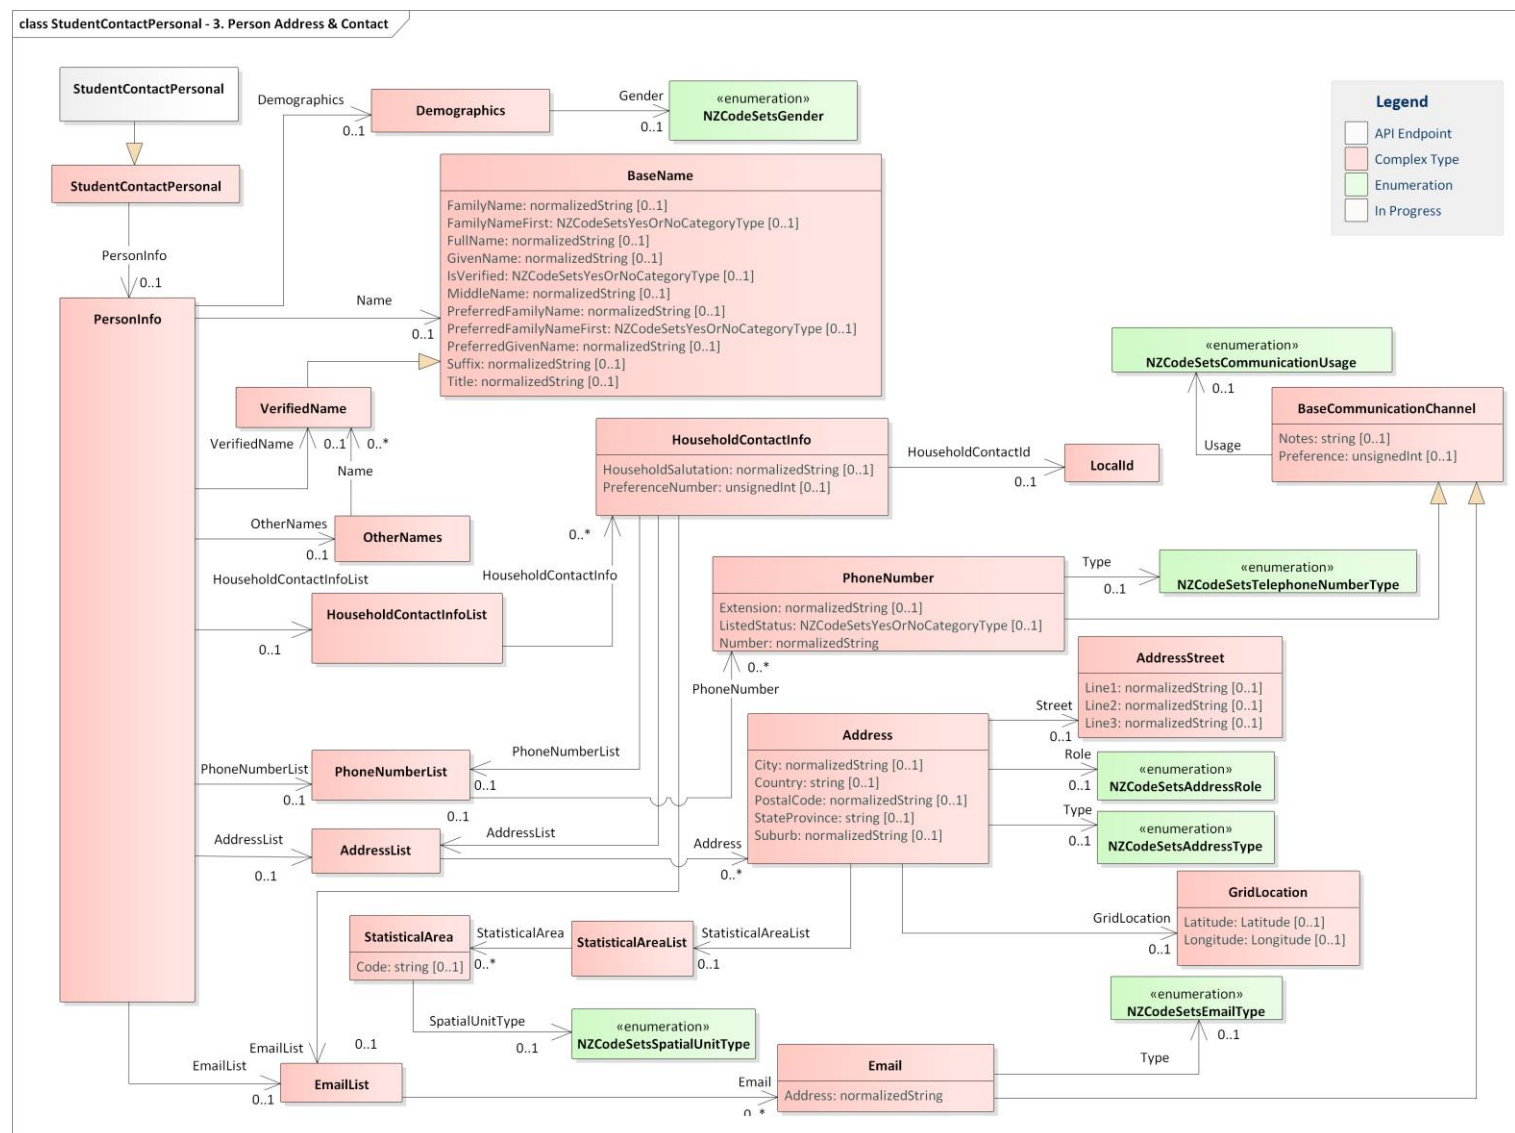 class StudentContactPersonal - 3. Person Address & Contact
StudentContactPersonal
StudentContactPersonal
PersonInfo
0..1
PersonInfo
Demographics
0..1
Demographics
Gender
0..1
«enumeration»
NZCodeSetsGender
Legend
API Endpoint
Complex Type
Enumeration
In Progress
Name
0..1
BaseName
FamilyName: normalizedString [0..1]
FamilyNameFirst: NZCodeSetsYesOrNoCategoryType [0..1]
FullName: normalizedString [0..1]
GivenName: normalizedString [0..1]
IsVerified: NZCodeSetsYesOrNoCategoryType [0..1]
MiddleName: normalizedString [0..1]
PreferredFamilyName: normalizedString [0..1]
PreferredFamilyNameFirst: NZCodeSetsYesOrNoCategoryType [0..1]
PreferredGivenName: normalizedString [0..1]
Suffix: normalizedString [0..1]
Title: normalizedString [0..1]
VerifiedName
VerifiedName
0..1
0..*
Name
OtherNames
0..1
OtherNames
«enumeration»
NZCodeSetsCommunicationUsage
0..1
Usage
BaseCommunicationChannel
Notes: string [0..1]
Preference: unsignedInt [0..1]
HouseholdContactInfo
HouseholdSalutation: normalizedString [0..1]
PreferenceNumber: unsignedInt [0..1]
HouseholdContactId
0..1
LocalId
0..*
HouseholdContactInfo
HouseholdContactInfoList
0..1
HouseholdContactInfoList
PhoneNumber
Extension: normalizedString [0..1]
ListedStatus: NZCodeSetsYesOrNoCategoryType [0..1]
Number: normalizedString
Type
0..1
«enumeration»
NZCodeSetsTelephoneNumberType
0..*
PhoneNumber
AddressStreet
Line1: normalizedString [0..1]
Line2: normalizedString [0..1]
Line3: normalizedString [0..1]
Street
0..1
Address
City: normalizedString [0..1]
Country: string [0..1]
PostalCode: normalizedString [0..1]
StateProvince: string [0..1]
Suburb: normalizedString [0..1]
Role
0..1
«enumeration»
NZCodeSetsAddressRole
Type
0..1
«enumeration»
NZCodeSetsAddressType
PhoneNumberList
0..1
PhoneNumberList
PhoneNumberList
0..1
0..1
AddressList
AddressList
0..1
AddressList
Address
0..*
GridLocation
0..1
GridLocation
Latitude: Latitude [0..1]
Longitude: Longitude [0..1]
StatisticalArea
Code: string [0..1]
StatisticalArea
0..*
StatisticalAreaList
StatisticalAreaList
0..1
SpatialUnitType
0..1
«enumeration»
NZCodeSetsSpatialUnitType
«enumeration»
NZCodeSetsEmailType
0..1
Type
EmailList
0..1
EmailList
0..1
EmailList
Email
0..*
Email
Address: normalizedString